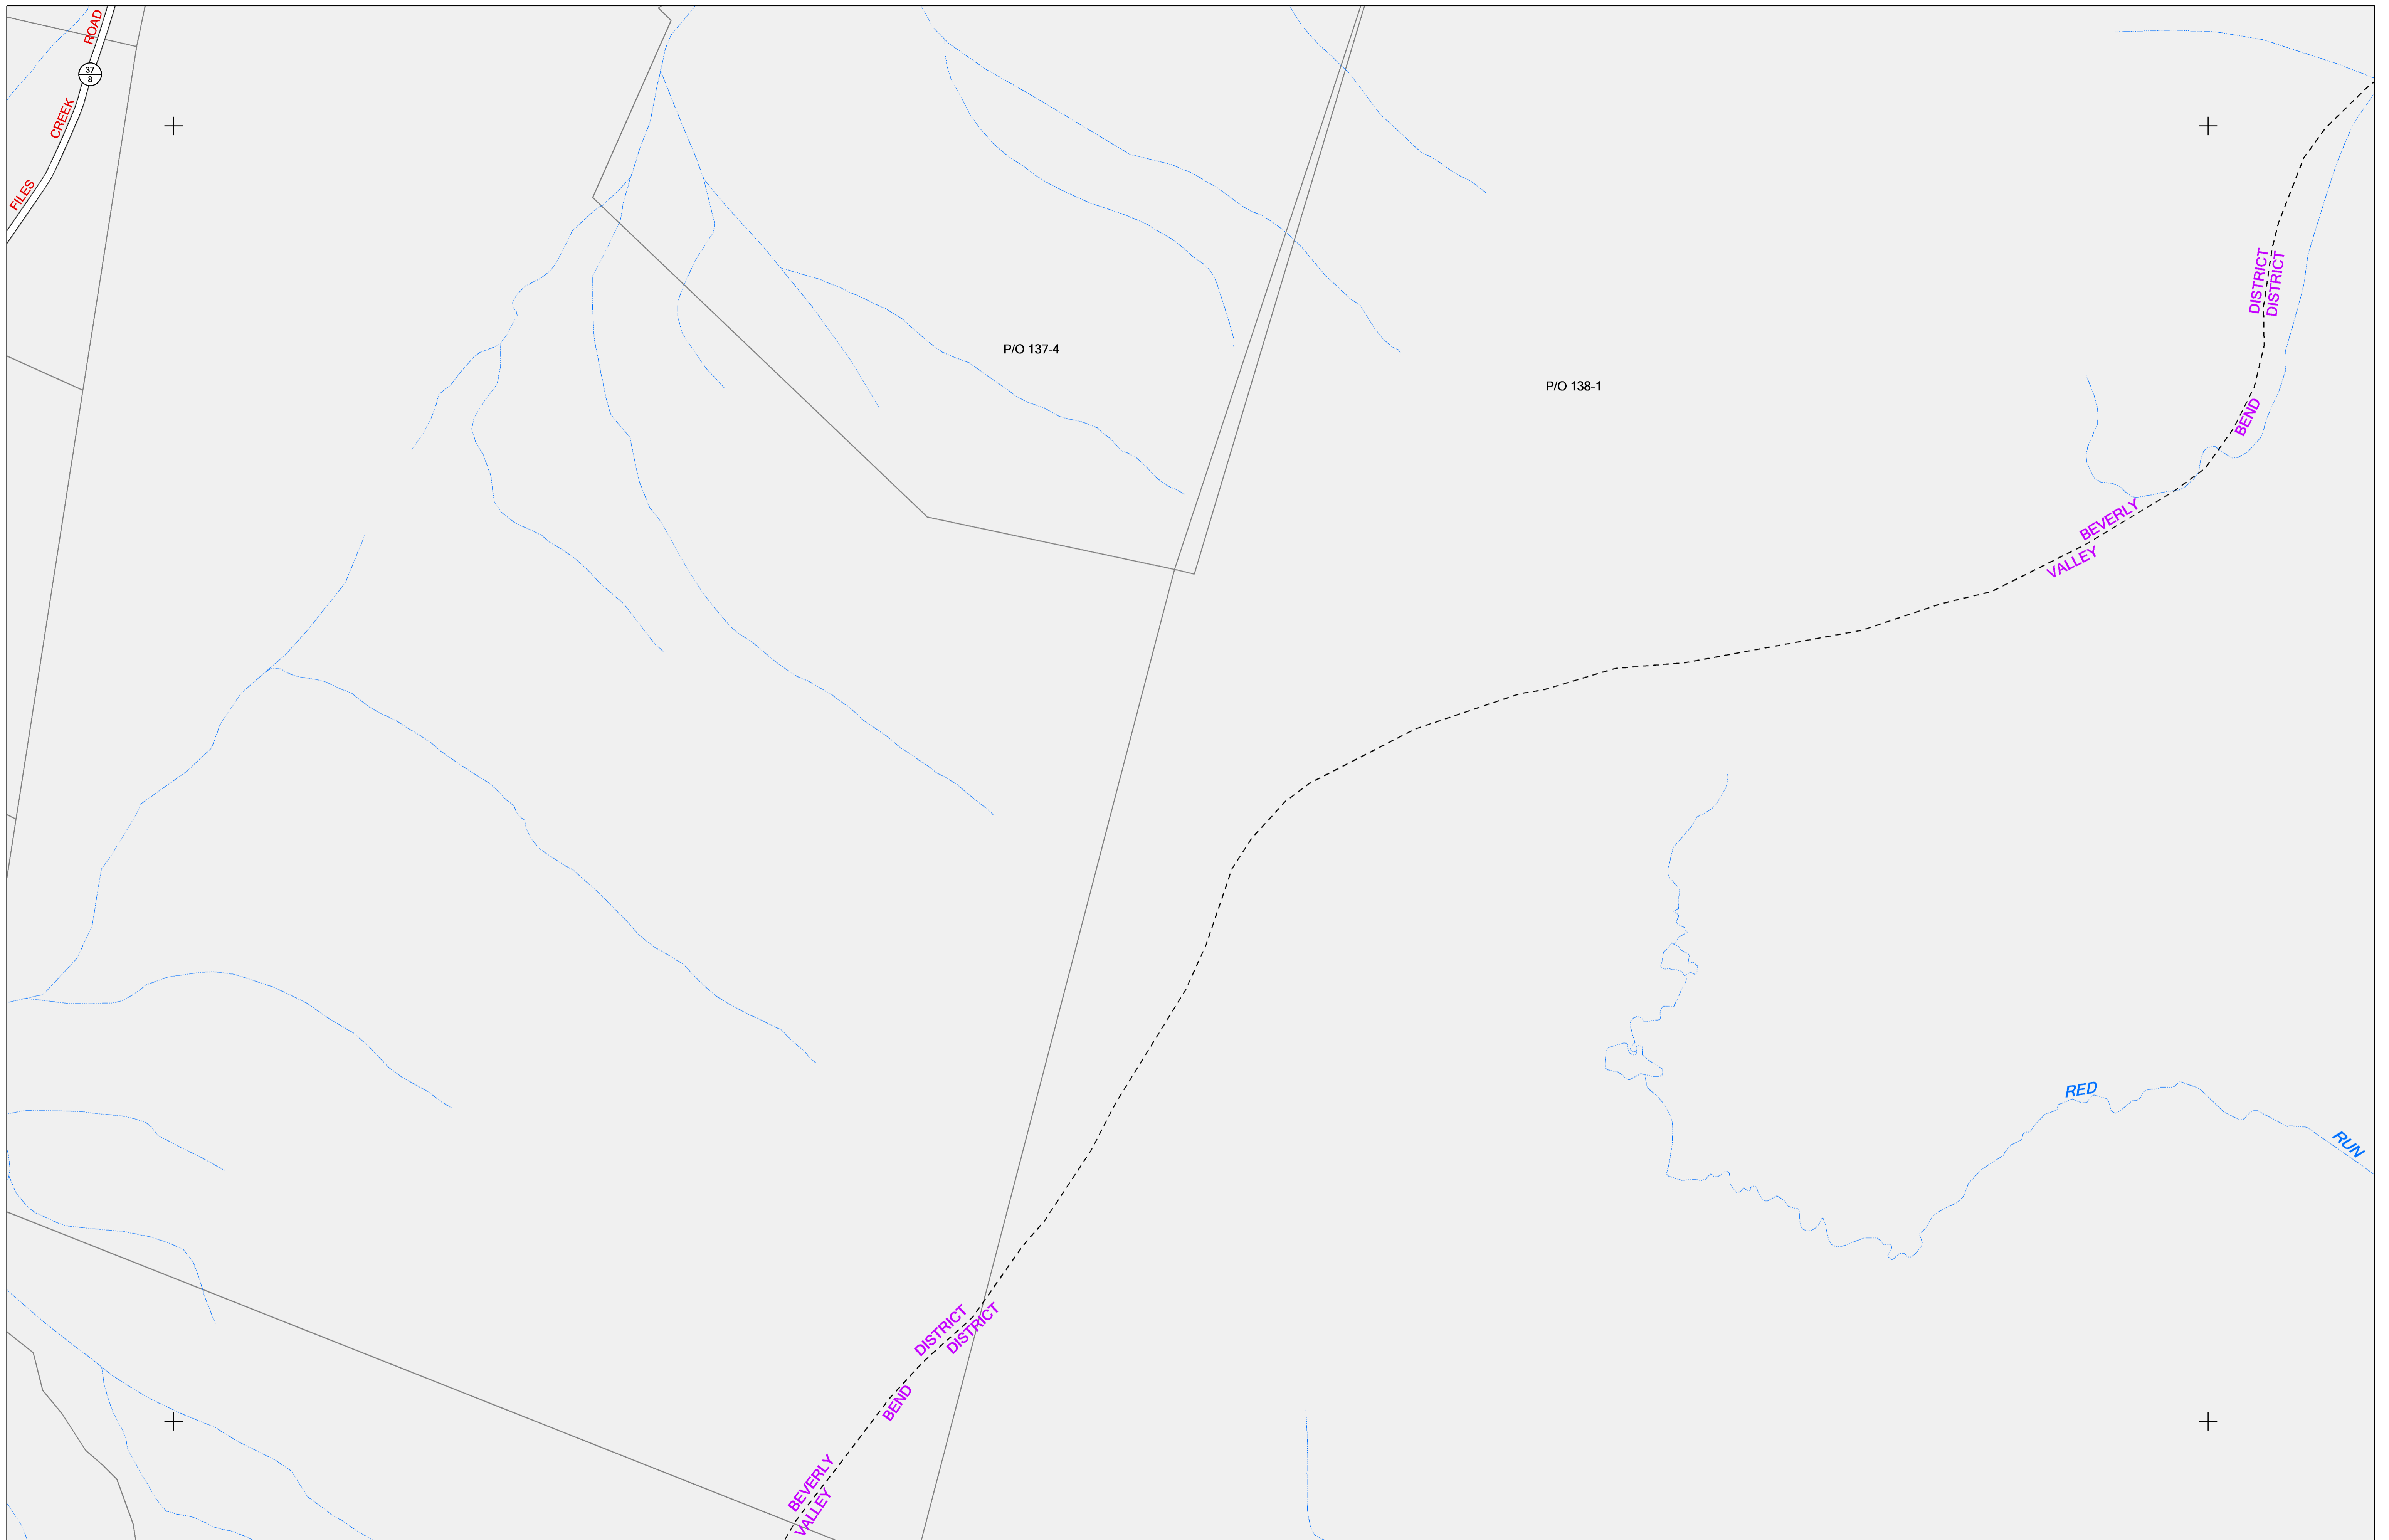 ROAD
37
8
CREEK
FILES
P/O 137-4
P/O 138-1
DISTRICT
DISTRICT
BEND
BEVERLY
VALLEY
RED
RUN
DISTRICT
DISTRICT
BEND
BEVERLY
VALLEY